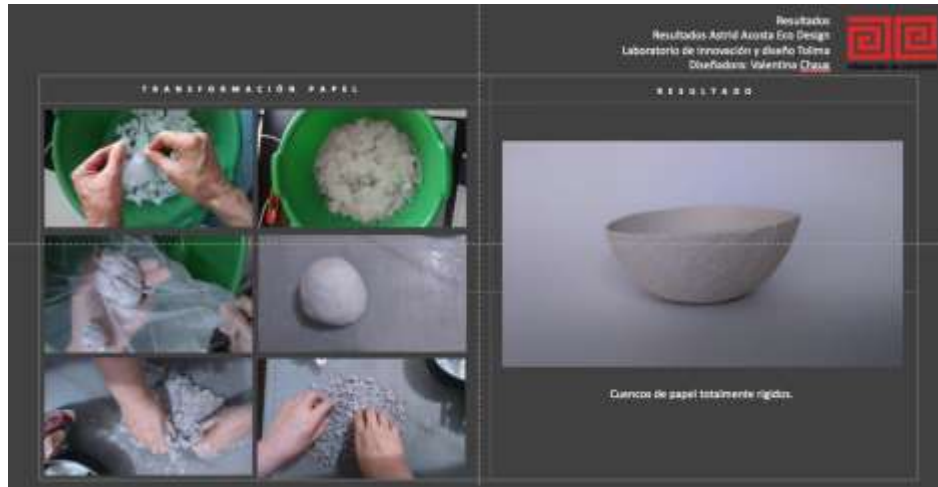 Resultados
Resultados Astrid Acosta Eco Design
Laboratorio de innovación y diseño Tolima
Diseñadora: Valentina Chaux
TRANSFORMACIÓN PAPEL
RESULTADO
Cuencos de papel totalmente rígidos.